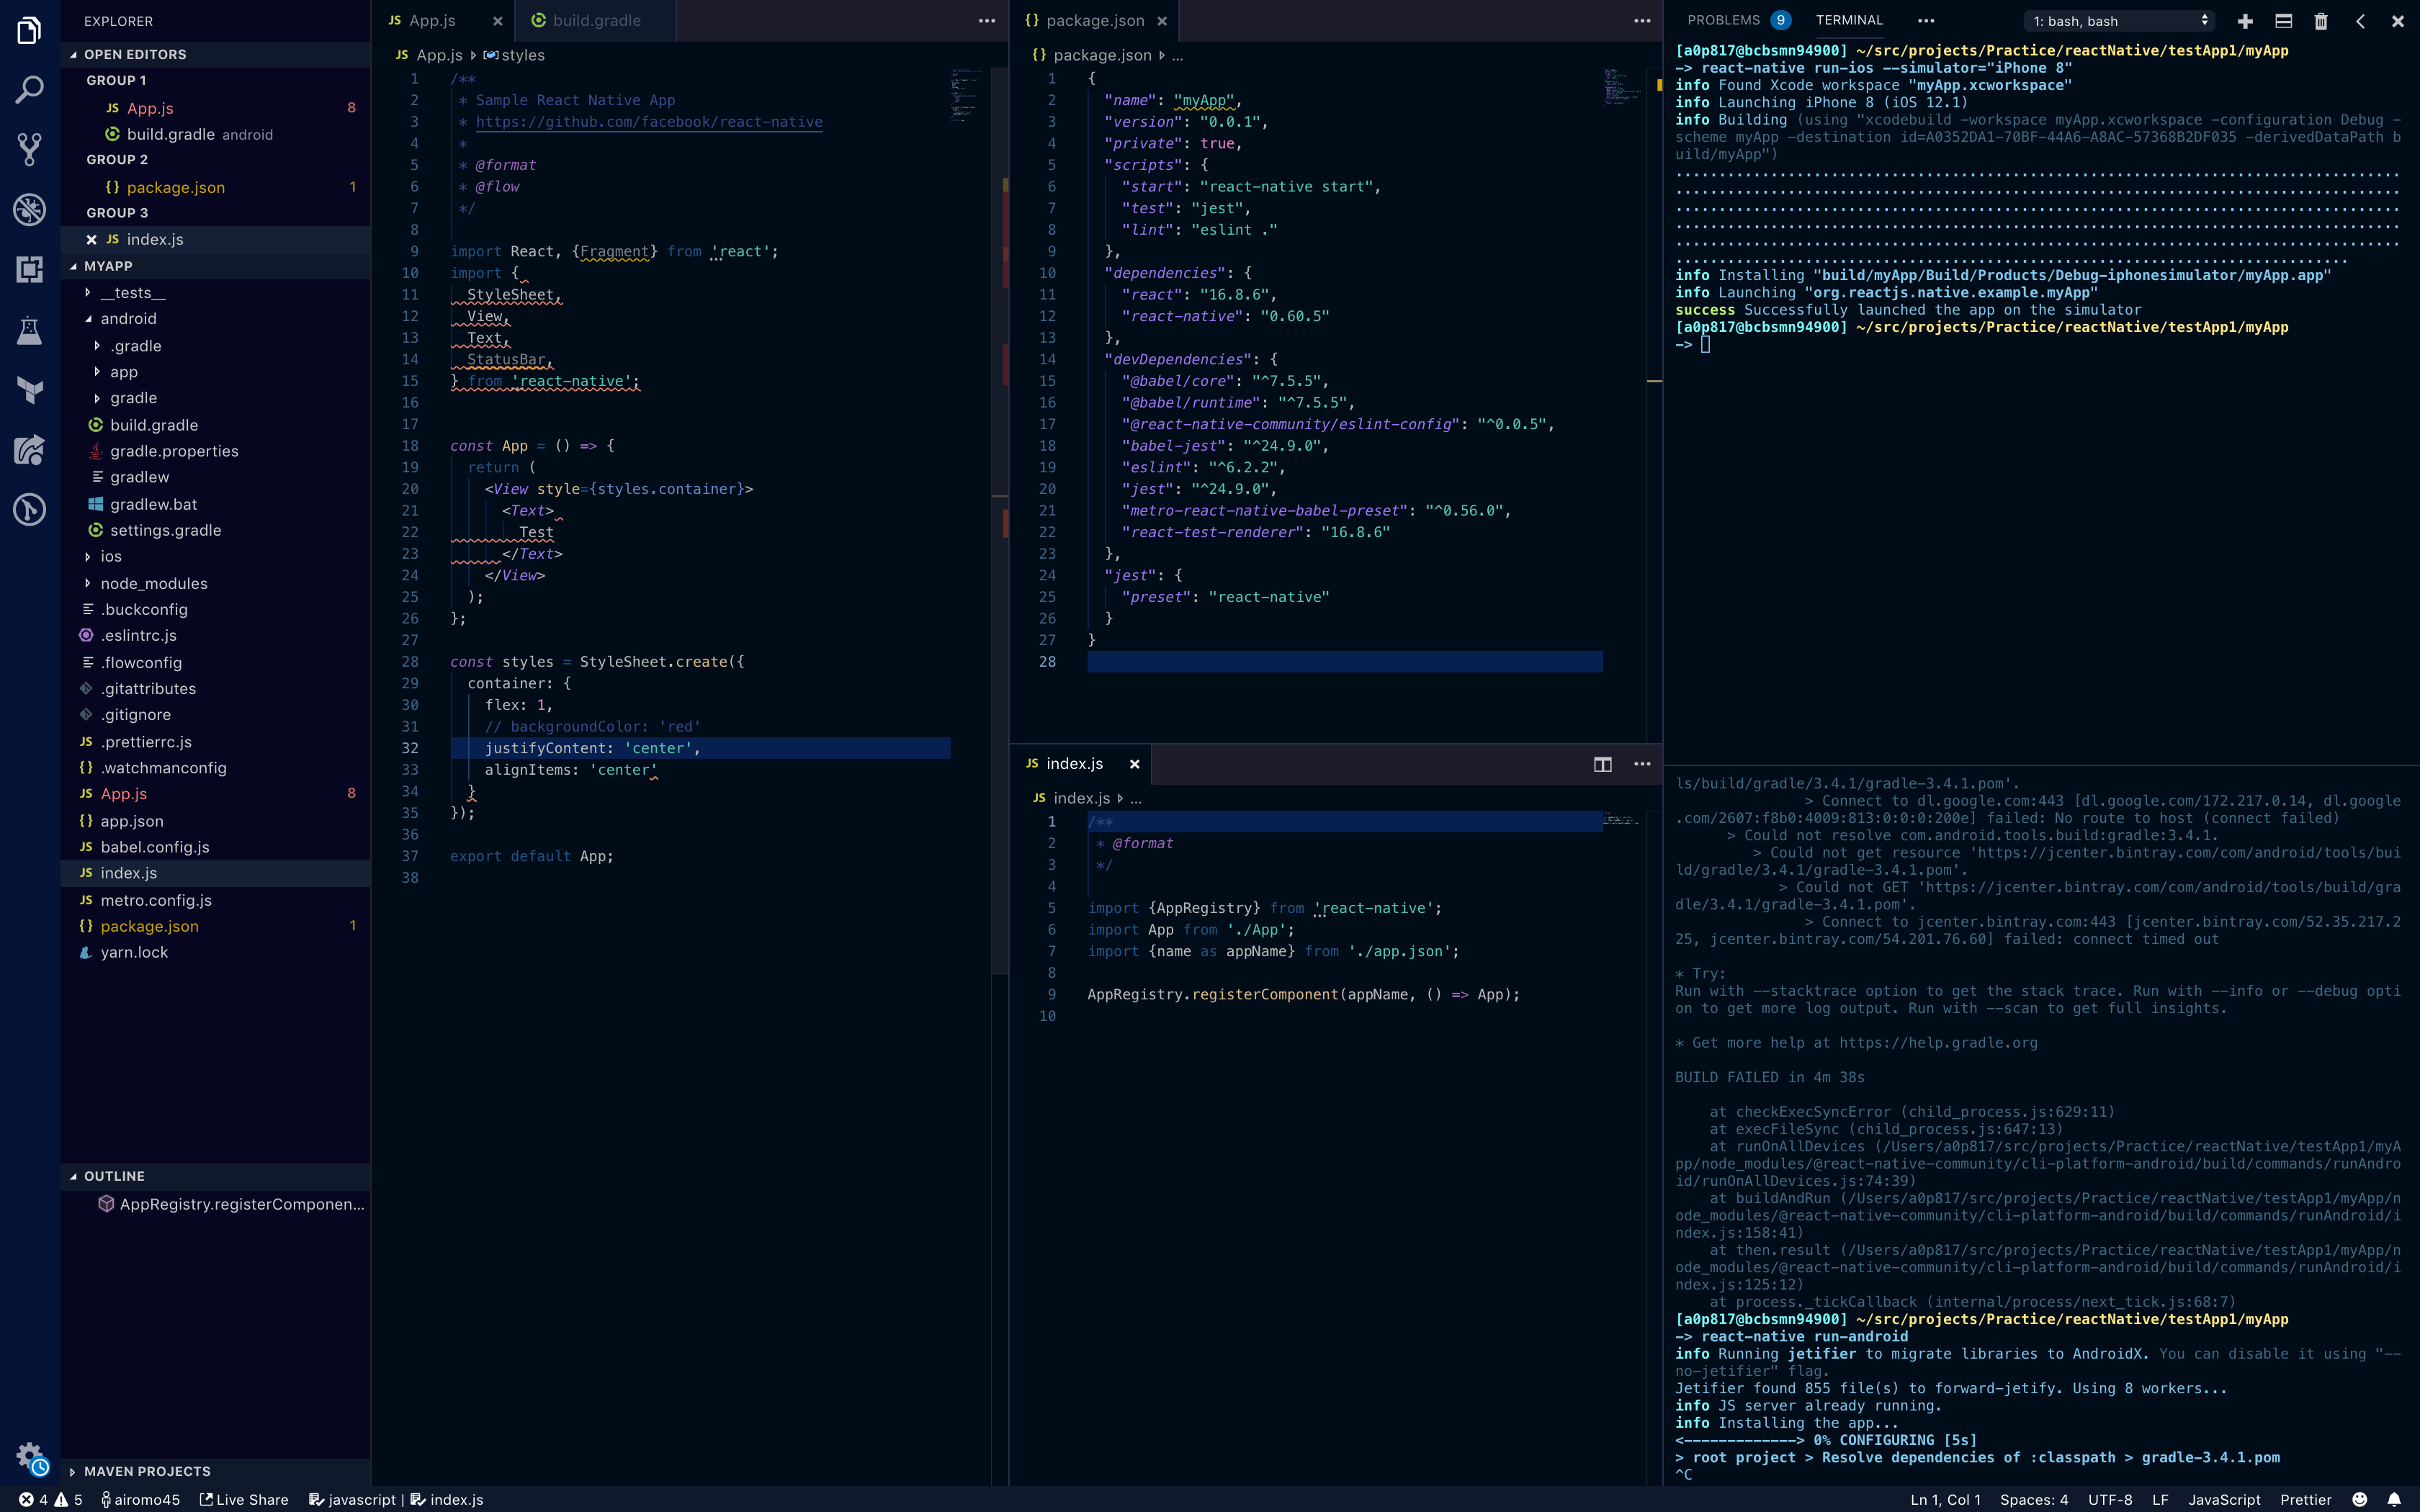 EXPLORER
OPEN EDITORS
GROUP 1
JS App.js 8
build.gradle android
GROUP 2
{} package.json 1
GROUP 3
× JS index.js
MYAPP
__tests__
android
.gradle
app
gradle
build.gradle
gradle.properties
gradlew
gradlew.bat
settings.gradle
ios
node_modules
.buckconfig
.eslintrc.js
.flowconfig
.gitattributes
.gitignore
JS .prettierrc.js
{} .watchmanconfig
JS App.js 8
{} app.json
JS babel.config.js
JS index.js
JS metro.config.js
{} package.json 1
yarn.lock
OUTLINE
AppRegistry.registerComponen...
MAVEN PROJECTS
JS App.js ×
build.gradle
JS App.js styles
1 /**
2  * Sample React Native App
3  * https://github.com/facebook/react-native
4  *
5  * @format
6  * @flow
7  */
8
9 import React, {Fragment} from 'react';
10 import {
11   StyleSheet,
12   View,
13   Text,
14   StatusBar,
15 } from 'react-native';
16
17
18 const App = () => {
19   return (
20     <View style={styles.container}>
21       <Text>
22         Test
23       </Text>
24     </View>
25   );
26 };
27
28 const styles = StyleSheet.create({
29   container: {
30     flex: 1,
31     // backgroundColor: 'red'
32     justifyContent: 'center',
33     alignItems: 'center'
34   }
35 });
36
37 export default App;
38
{} package.json ×
{} package.json ...
1 {
2   "name": "myApp",
3   "version": "0.0.1",
4   "private": true,
5   "scripts": {
6     "start": "react-native start",
7     "test": "jest",
8     "lint": "eslint ."
9   },
10   "dependencies": {
11     "react": "16.8.6",
12     "react-native": "0.60.5"
13   },
14   "devDependencies": {
15     "@babel/core": "^7.5.5",
16     "@babel/runtime": "^7.5.5",
17     "@react-native-community/eslint-config": "^0.0.5",
18     "babel-jest": "^24.9.0",
19     "eslint": "^6.2.2",
20     "jest": "^24.9.0",
21     "metro-react-native-babel-preset": "^0.56.0",
22     "react-test-renderer": "16.8.6"
23   },
24   "jest": {
25     "preset": "react-native"
26   }
27 }
28
JS index.js ×
JS index.js ...
1 /**
2  * @format
3  */
4
5 import {AppRegistry} from 'react-native';
6 import App from './App';
7 import {name as appName} from './app.json';
8
9 AppRegistry.registerComponent(appName, () => App);
10
PROBLEMS 9 TERMINAL ... 1: bash, bash
[a0p817@bcbsmn94900] ~/src/projects/Practice/reactNative/testApp1/myApp
-> react-native run-ios --simulator="iPhone 8"
info Found Xcode workspace "myApp.xcworkspace"
info Launching iPhone 8 (iOS 12.1)
info Building (using "xcodebuild -workspace myApp.xcworkspace -configuration Debug -
scheme myApp -destination id=A0352DA1-70BF-44A6-A8AC-57368B2DF035 -derivedDataPath b
uild/myApp")
....................................................................................
....................................................................................
....................................................................................
....................................................................................
....................................................................................
..............................................................................
info Installing "build/myApp/Build/Products/Debug-iphonesimulator/myApp.app"
info Launching "org.reactjs.native.example.myApp"
success Successfully launched the app on the simulator
[a0p817@bcbsmn94900] ~/src/projects/Practice/reactNative/testApp1/myApp
->
ls/build/gradle/3.4.1/gradle-3.4.1.pom'.
> Connect to dl.google.com:443 [dl.google.com/172.217.0.14, dl.google
.com/2607:f8b0:4009:813:0:0:0:200e] failed: No route to host (connect failed)
> Could not resolve com.android.tools.build:gradle:3.4.1.
> Could not get resource 'https://jcenter.bintray.com/com/android/tools/bui
ld/gradle/3.4.1/gradle-3.4.1.pom'.
> Could not GET 'https://jcenter.bintray.com/com/android/tools/build/gra
dle/3.4.1/gradle-3.4.1.pom'.
> Connect to jcenter.bintray.com:443 [jcenter.bintray.com/52.35.217.2
25, jcenter.bintray.com/54.201.76.60] failed: connect timed out
* Try:
Run with --stacktrace option to get the stack trace. Run with --info or --debug opti
on to get more log output. Run with --scan to get full insights.
* Get more help at https://help.gradle.org
BUILD FAILED in 4m 38s
at checkExecSyncError (child_process.js:629:11)
at execFileSync (child_process.js:647:13)
at runOnAllDevices (/Users/a0p817/src/projects/Practice/reactNative/testApp1/myA
pp/node_modules/@react-native-community/cli-platform-android/build/commands/runAndro
id/runOnAllDevices.js:74:39)
at buildAndRun (/Users/a0p817/src/projects/Practice/reactNative/testApp1/myApp/n
ode_modules/@react-native-community/cli-platform-android/build/commands/runAndroid/i
ndex.js:158:41)
at then.result (/Users/a0p817/src/projects/Practice/reactNative/testApp1/myApp/n
ode_modules/@react-native-community/cli-platform-android/build/commands/runAndroid/i
ndex.js:125:12)
at process._tickCallback (internal/process/next_tick.js:68:7)
[a0p817@bcbsmn94900] ~/src/projects/Practice/reactNative/testApp1/myApp
-> react-native run-android
info Running jetifier to migrate libraries to AndroidX. You can disable it using "--
no-jetifier" flag.
Jetifier found 855 file(s) to forward-jetify. Using 8 workers...
info JS server already running.
info Installing the app...
<-------------> 0% CONFIGURING [5s]
> root project > Resolve dependencies of :classpath > gradle-3.4.1.pom
^C
4 5 airomo45 Live Share javascript | index.js Ln 1, Col 1 Spaces: 4 UTF-8 LF JavaScript Prettier